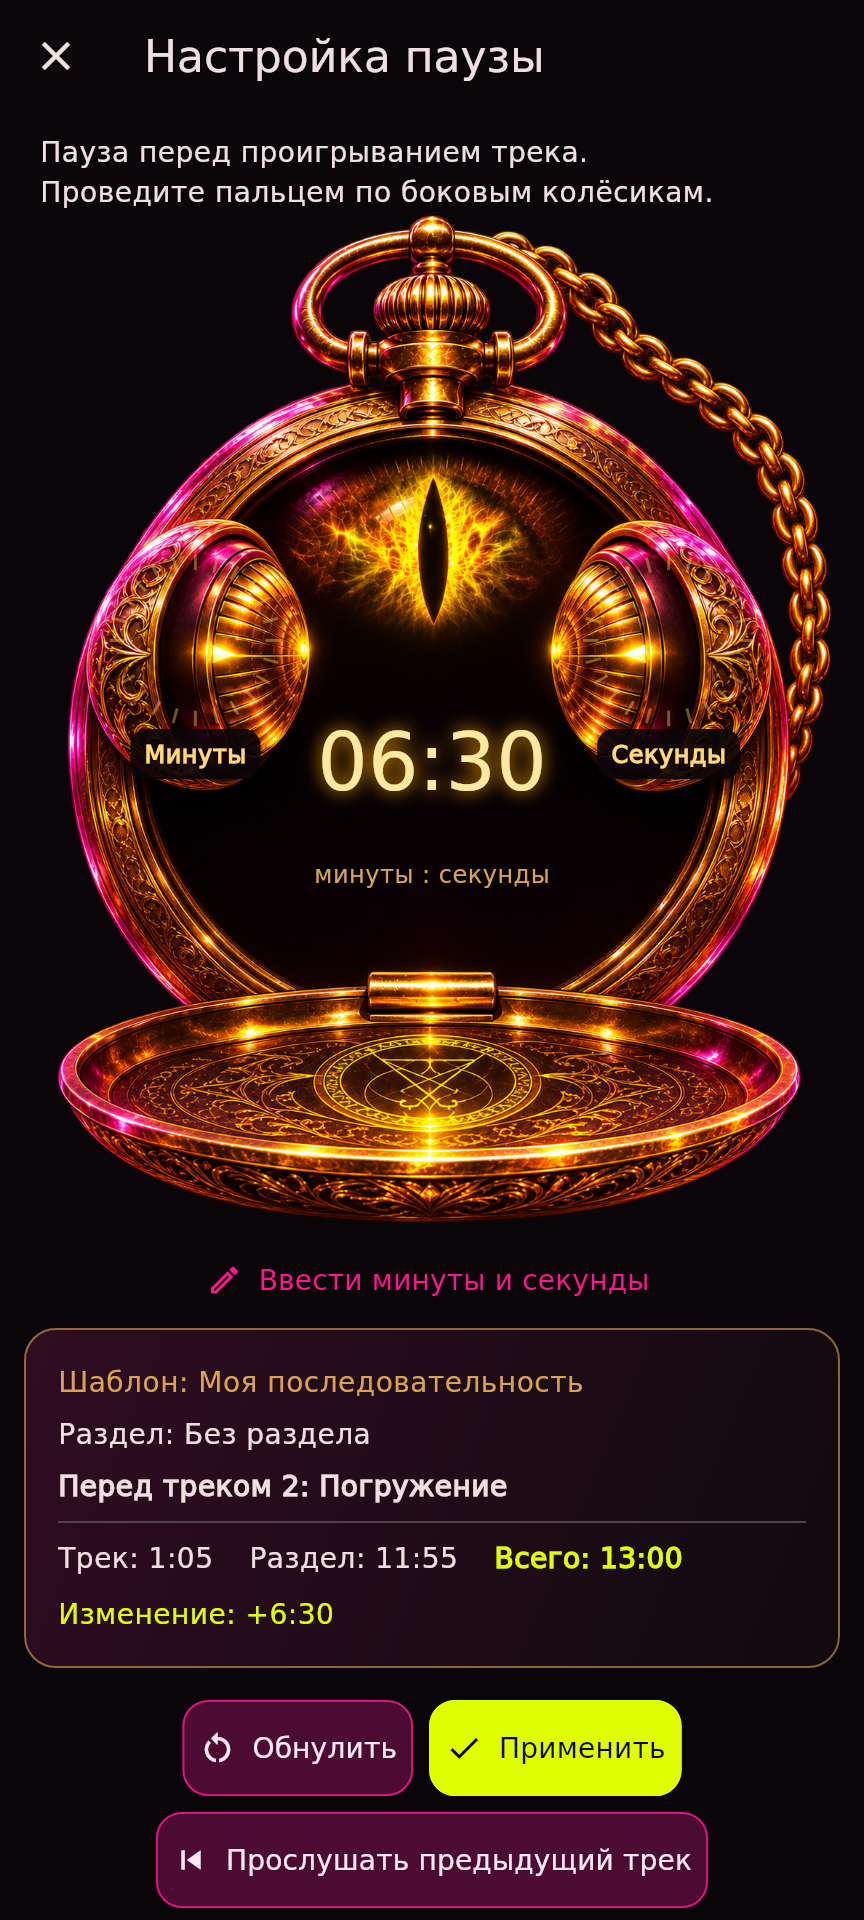 Настройка паузы
Пауза перед проигрыванием трека.
Проведите пальцем по боковым колёсикам.
Минуты
06:30
Секунды
минуты : секунды
Ввести минуты и секунды
Шаблон: Моя последовательность
Раздел: Без раздела
Перед треком 2: Погружение
Трек: 1:05 Раздел: 11:55 Всего: 13:00
Изменение: +6:30
Обнулить Применить
Прослушать предыдущий трек